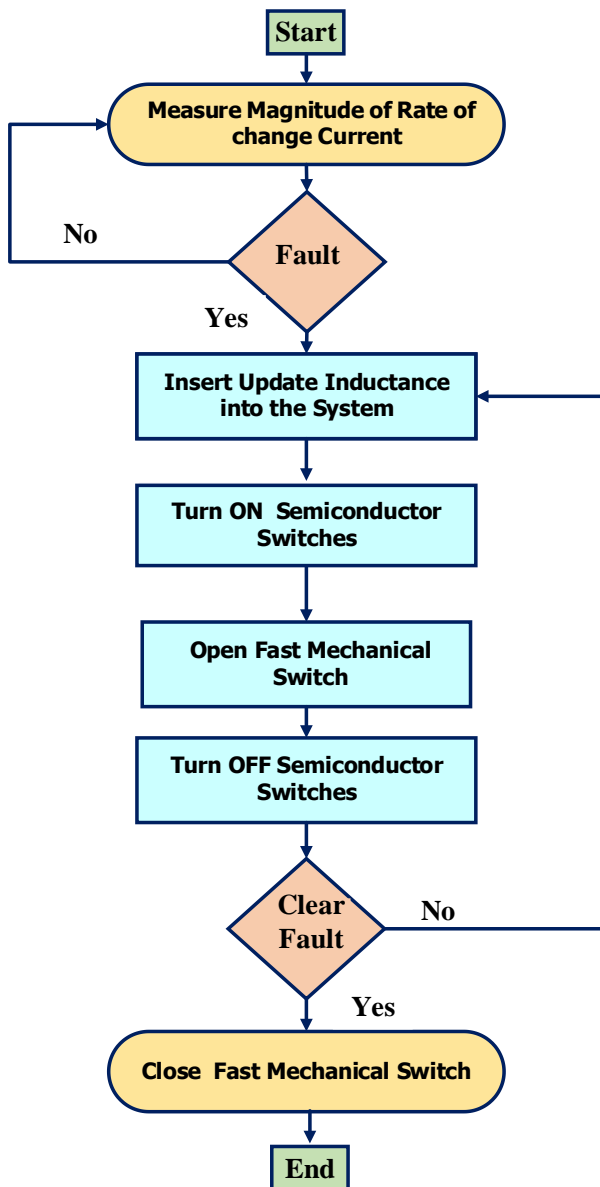 Start
Measure Magnitude of Rate of
change Current
No
Fault
Yes
Insert Update Inductance
into the System
Turn ON Semiconductor
Switches
Open Fast Mechanical
Switch
Turn OFF Semiconductor
Switches
Clear
Fault
No
Yes
Close Fast Mechanical Switch
End